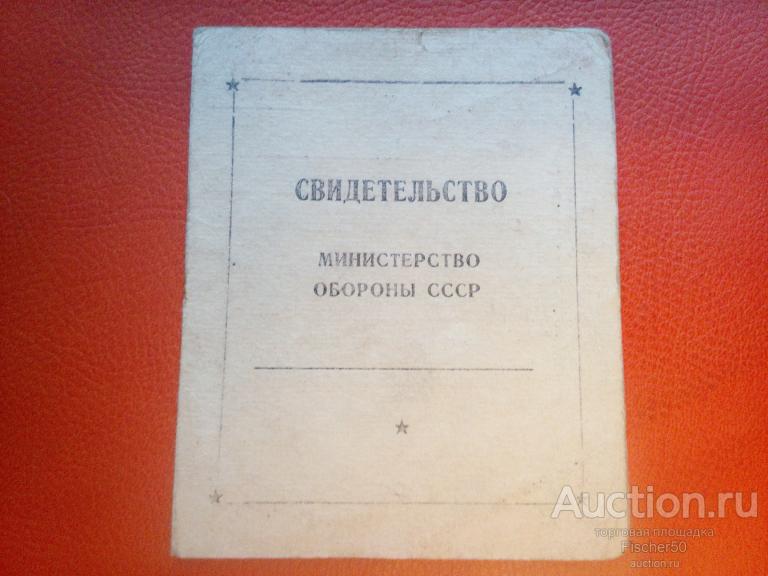 СВИДЕТЕЛЬСТВО
МИНИСТЕРСТВО
ОБОРОНЫ СССР
Auction.ru
торговая площадка
Fischer50
auction.ru